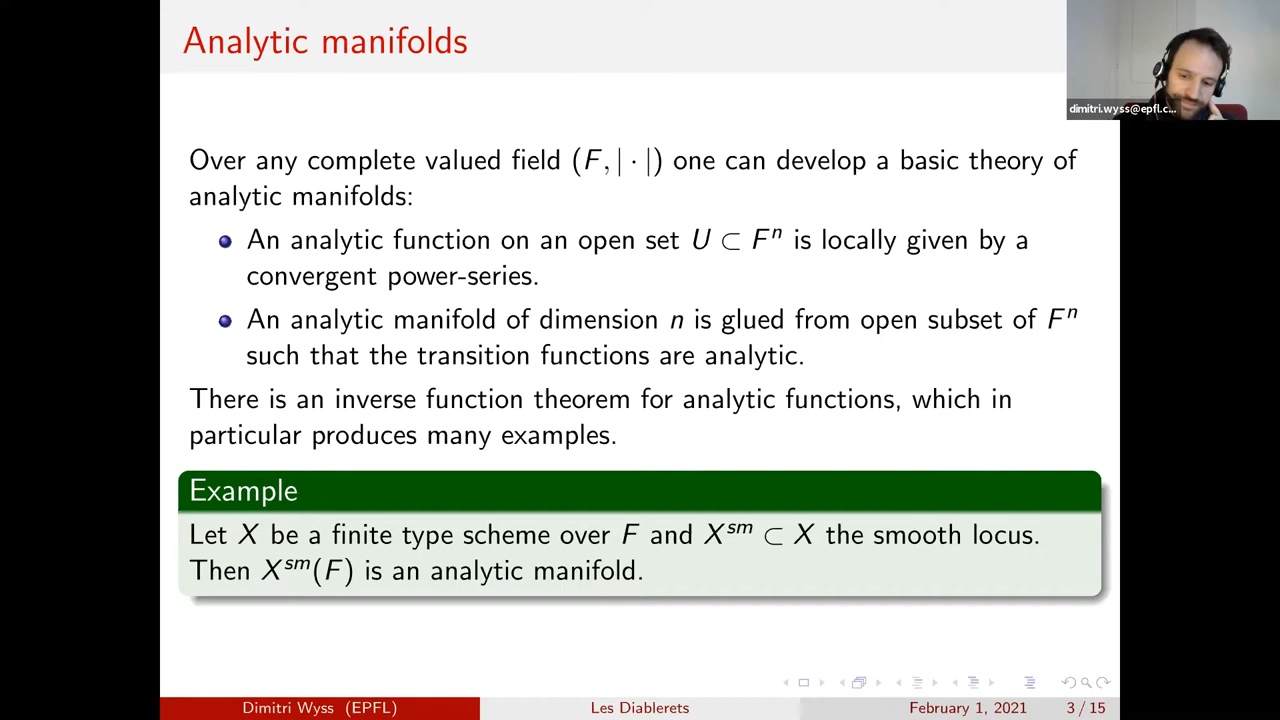 Analytic manifolds
dimitri.wyss@epfl.c...
Over any complete valued field (F, | · |) one can develop a basic theory of
analytic manifolds:
An analytic function on an open set U ⊂ Fⁿ is locally given by a
convergent power-series.
An analytic manifold of dimension n is glued from open subset of Fⁿ
such that the transition functions are analytic.
There is an inverse function theorem for analytic functions, which in
particular produces many examples.
Example
Let X be a finite type scheme over F and Xˢᵐ ⊂ X the smooth locus.
Then Xˢᵐ(F) is an analytic manifold.
Dimitri Wyss (EPFL) Les Diablerets February 1, 2021 3 / 15